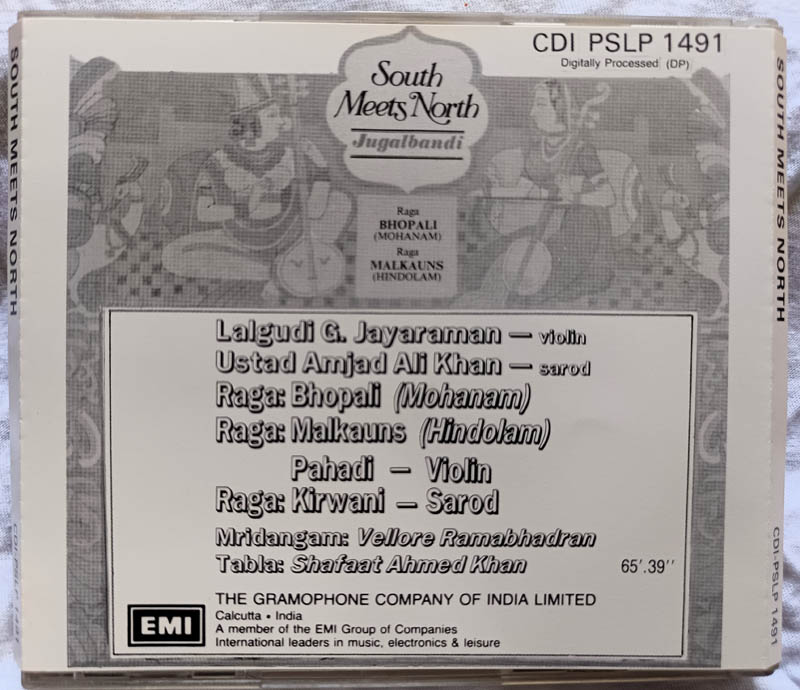 CDI PSLP 1491
Digitally Processed (DP)
South
Meets North
Jugalbandi
Raga
BHOPALI
(MOHANAM)
Raga
MALKAUNS
(HINDOLAM)
Lalgudi G. Jayaraman — violin
Ustad Amjad Ali Khan — sarod
Raga: Bhopali (Mohanam)
Raga: Malkauns (Hindolam)
Pahadi — Violin
Raga: Kirwani — Sarod
Mridangam: Vellore Ramabhadran
Tabla: Shafaat Ahmed Khan 65'.39''
EMI
THE GRAMOPHONE COMPANY OF INDIA LIMITED
Calcutta • India
A member of the EMI Group of Companies
International leaders in music, electronics & leisure
SOUTH MEETS NORTH
CDI-PSLP 1491
SOUTH MEETS NORTH
CDI-PSLP 1491